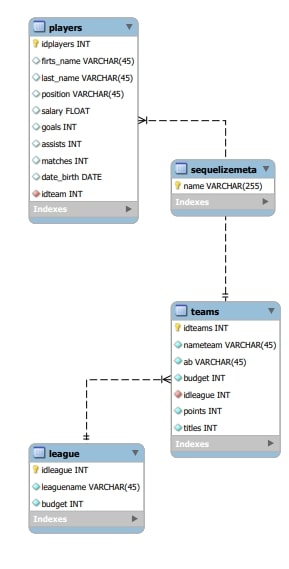 players
idplayers INT
firts_name VARCHAR(45)
last_name VARCHAR(45)
position VARCHAR(45)
salary FLOAT
goals INT
assists INT
matches INT
date_birth DATE
idteam INT
Indexes
sequelizemeta
name VARCHAR(255)
Indexes
teams
idteams INT
nameteam VARCHAR(45)
ab VARCHAR(45)
budget INT
idleague INT
points INT
titles INT
Indexes
league
idleague INT
leaguename VARCHAR(45)
budget INT
Indexes